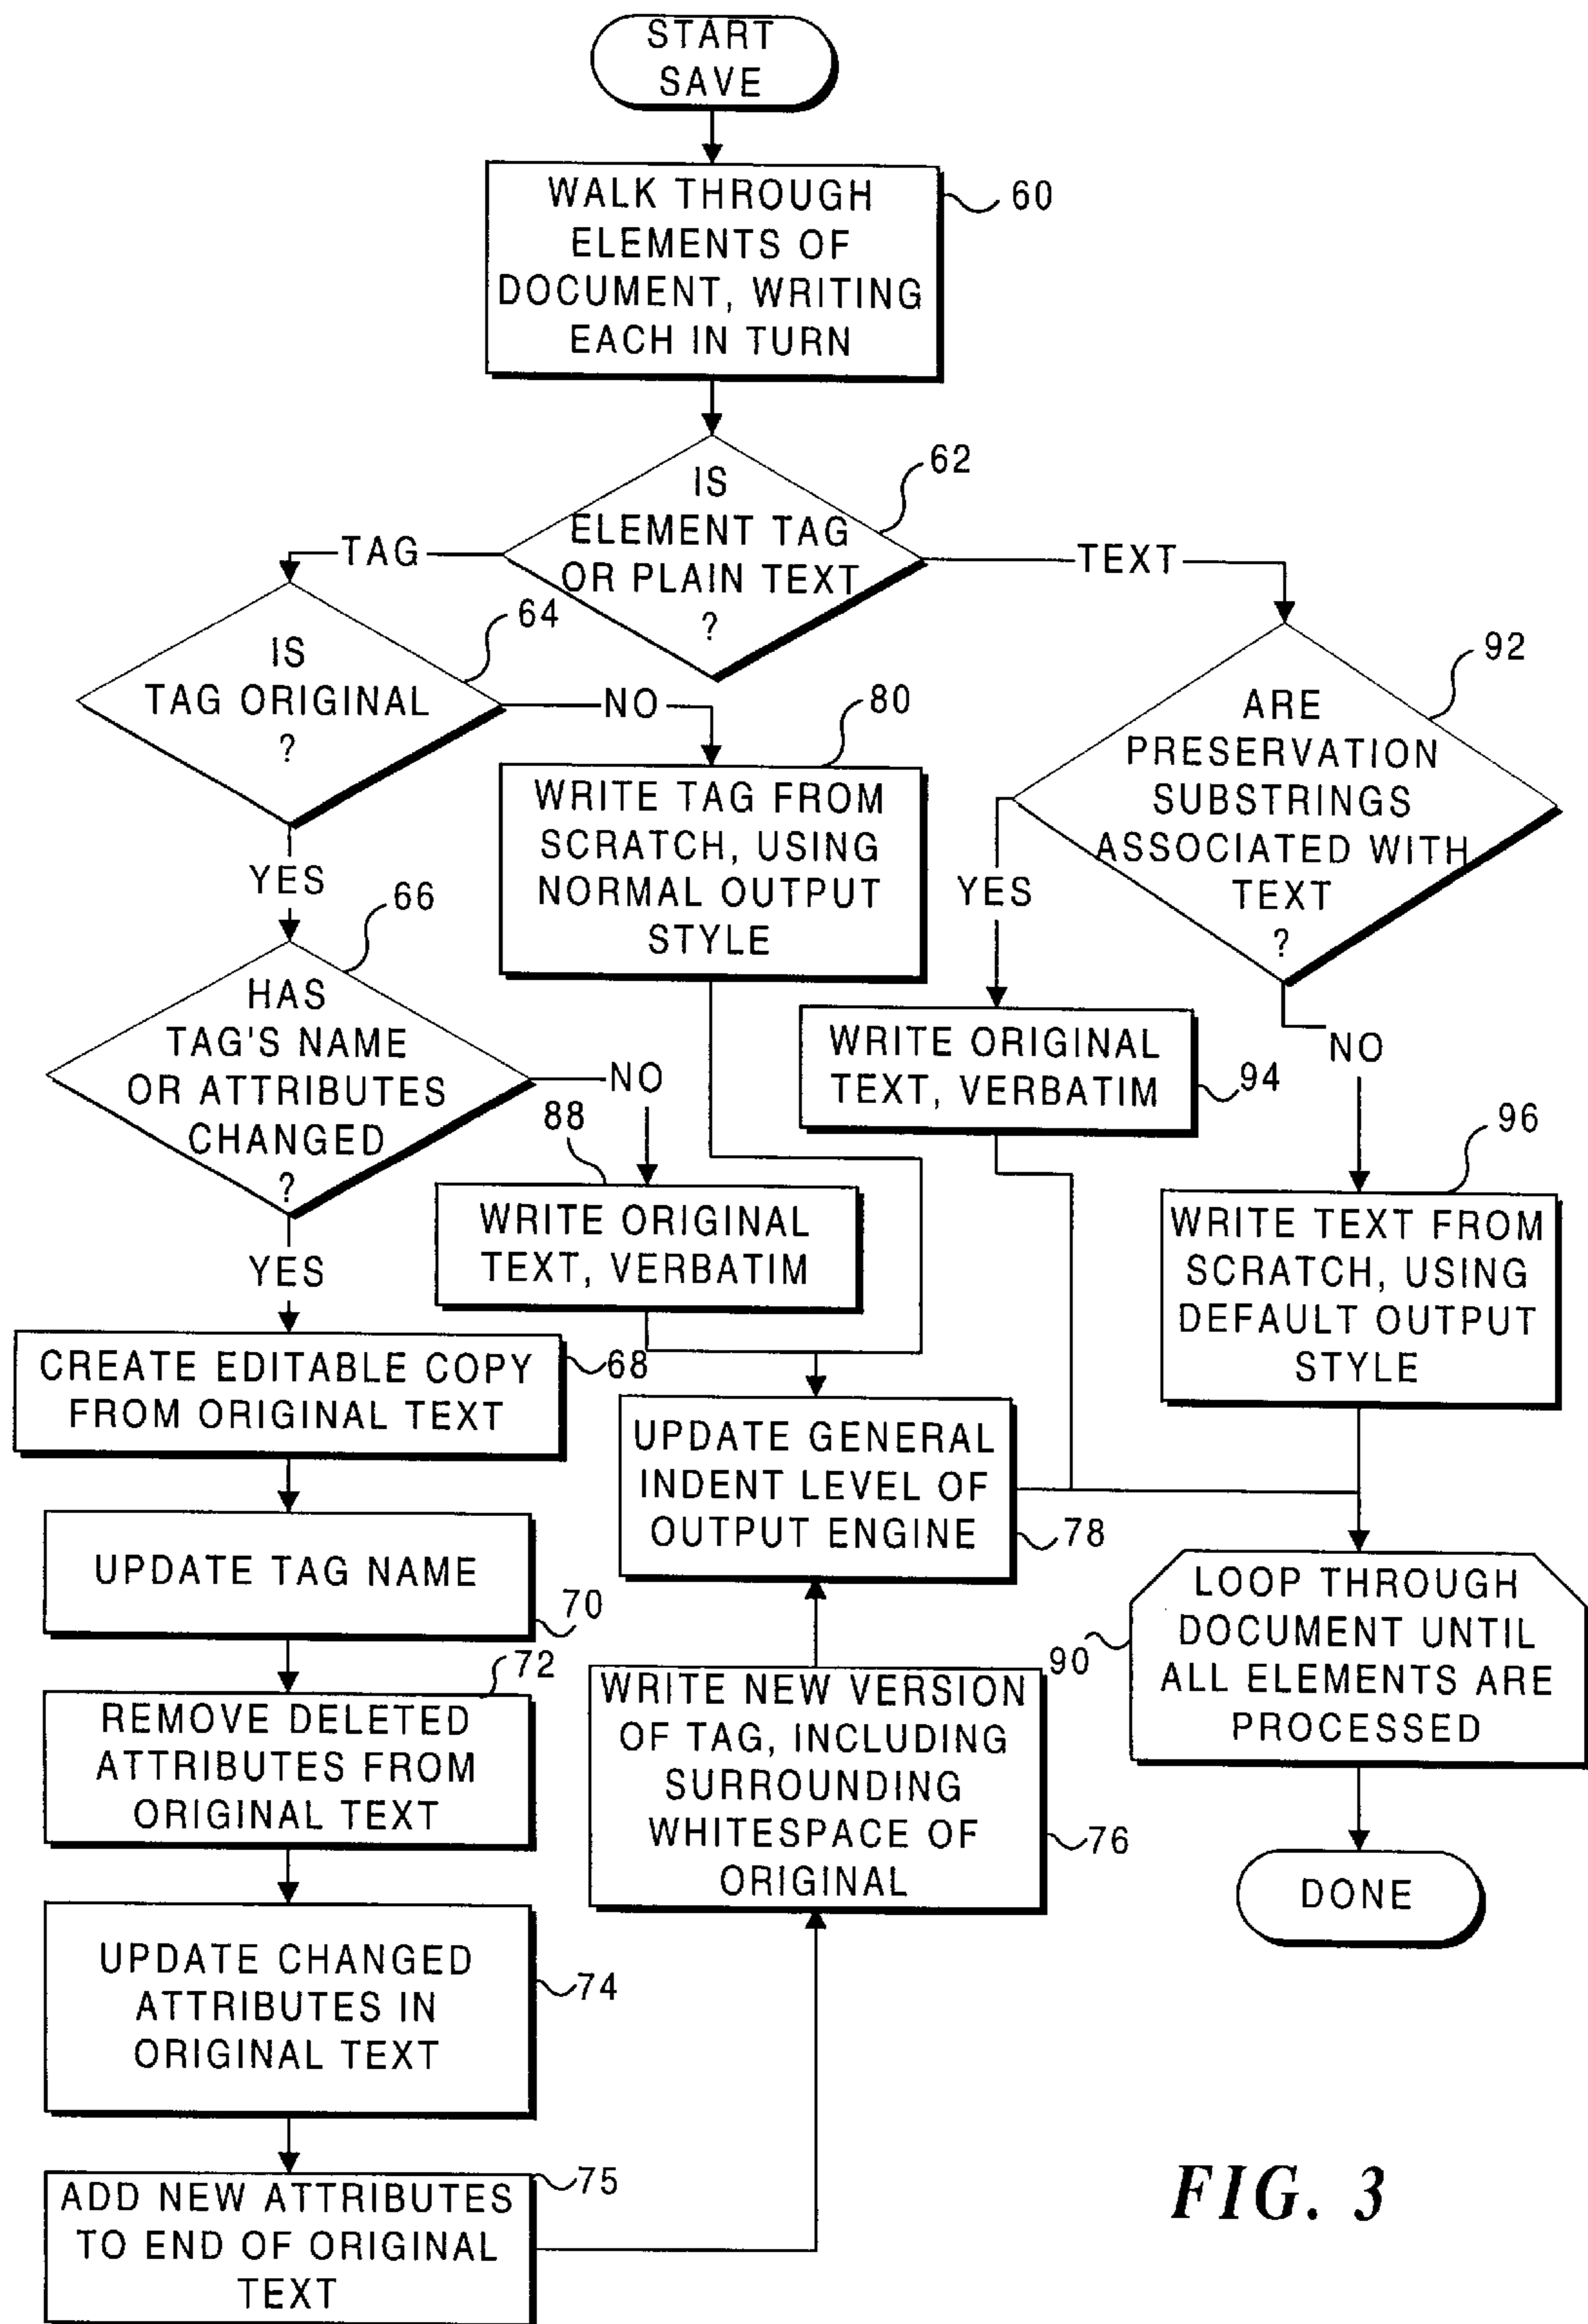 START
SAVE
WALK THROUGH
ELEMENTS OF
DOCUMENT, WRITING
EACH IN TURN
60
IS
ELEMENT TAG
OR PLAIN TEXT
?
62
TAG
TEXT
IS
TAG ORIGINAL
?
64
NO
YES
80
WRITE TAG FROM
SCRATCH, USING
NORMAL OUTPUT
STYLE
ARE
PRESERVATION
SUBSTRINGS
ASSOCIATED WITH
TEXT
?
92
YES
NO
HAS
TAG'S NAME
OR ATTRIBUTES
CHANGED
?
66
NO
YES
88
WRITE ORIGINAL
TEXT, VERBATIM
WRITE ORIGINAL
TEXT, VERBATIM
94
96
WRITE TEXT FROM
SCRATCH, USING
DEFAULT OUTPUT
STYLE
CREATE EDITABLE COPY
FROM ORIGINAL TEXT
68
UPDATE GENERAL
INDENT LEVEL OF
OUTPUT ENGINE
78
UPDATE TAG NAME
70
LOOP THROUGH
DOCUMENT UNTIL
ALL ELEMENTS ARE
PROCESSED
90
72
REMOVE DELETED
ATTRIBUTES FROM
ORIGINAL TEXT
WRITE NEW VERSION
OF TAG, INCLUDING
SURROUNDING
WHITESPACE OF
ORIGINAL
76
DONE
UPDATE CHANGED
ATTRIBUTES IN
ORIGINAL TEXT
74
ADD NEW ATTRIBUTES
TO END OF ORIGINAL
TEXT
75
FIG. 3